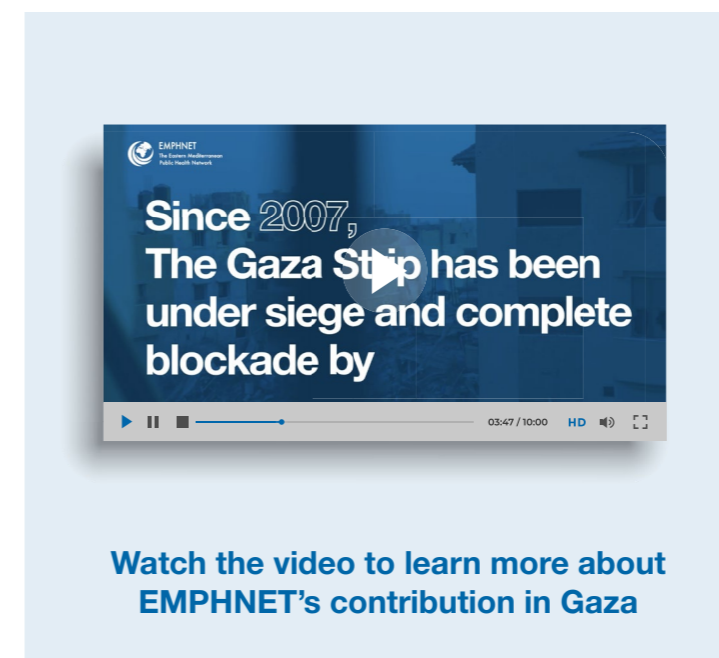 EMPHNET
The Eastern Mediterranean
Public Health Network
Since 2007,
The Gaza Strip has been
under siege and complete
blockade by
03:47 / 10:00 HD
Watch the video to learn more about
EMPHNET’s contribution in Gaza